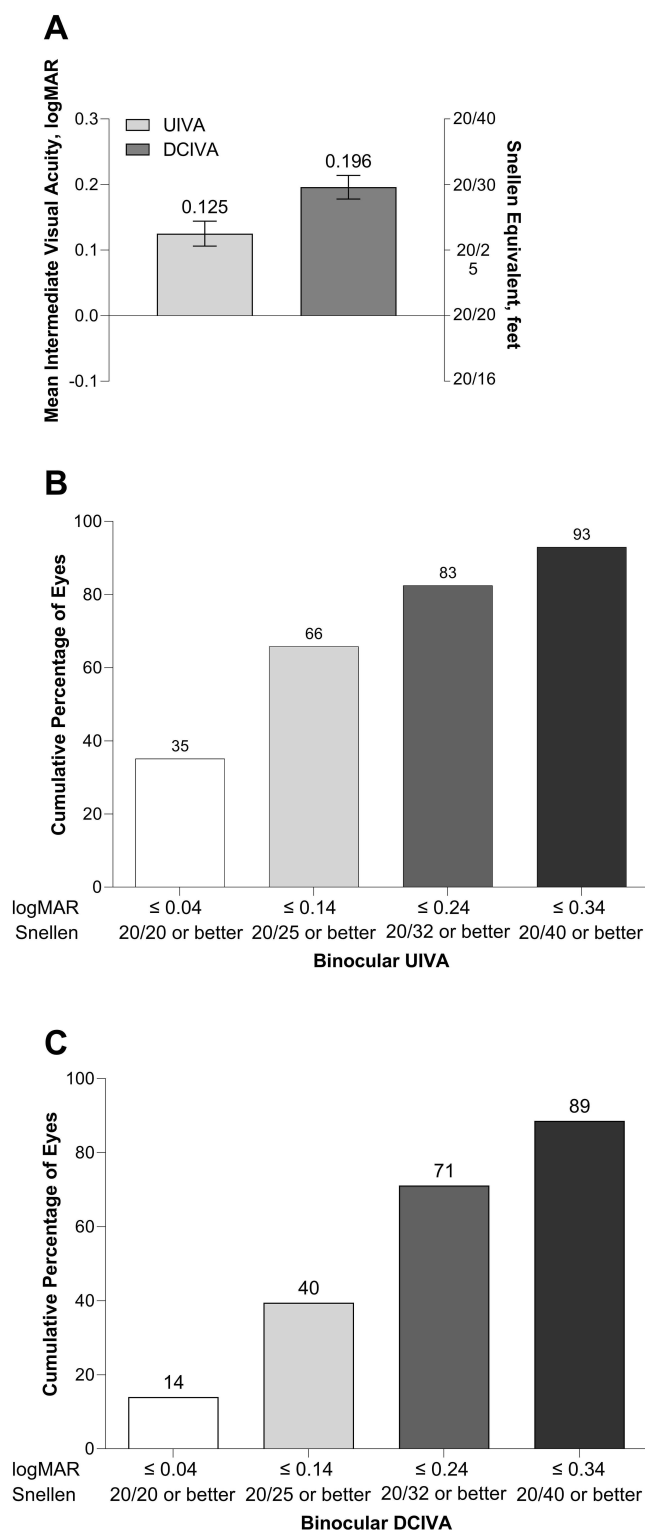 A
Mean Intermediate Visual Acuity, logMAR
0.3
0.2
0.1
0.0
-0.1
UIVA
DCIVA
0.125
0.196
20/40
20/30
20/2
5
20/20
20/16
Snellen Equivalent, feet
B
Cumulative Percentage of Eyes
100
80
60
40
20
0
35
66
83
93
logMAR ≤ 0.04 ≤ 0.14 ≤ 0.24 ≤ 0.34
Snellen 20/20 or better 20/25 or better 20/32 or better 20/40 or better
Binocular UIVA
C
Cumulative Percentage of Eyes
100
80
60
40
20
0
14
40
71
89
logMAR ≤ 0.04 ≤ 0.14 ≤ 0.24 ≤ 0.34
Snellen 20/20 or better 20/25 or better 20/32 or better 20/40 or better
Binocular DCIVA